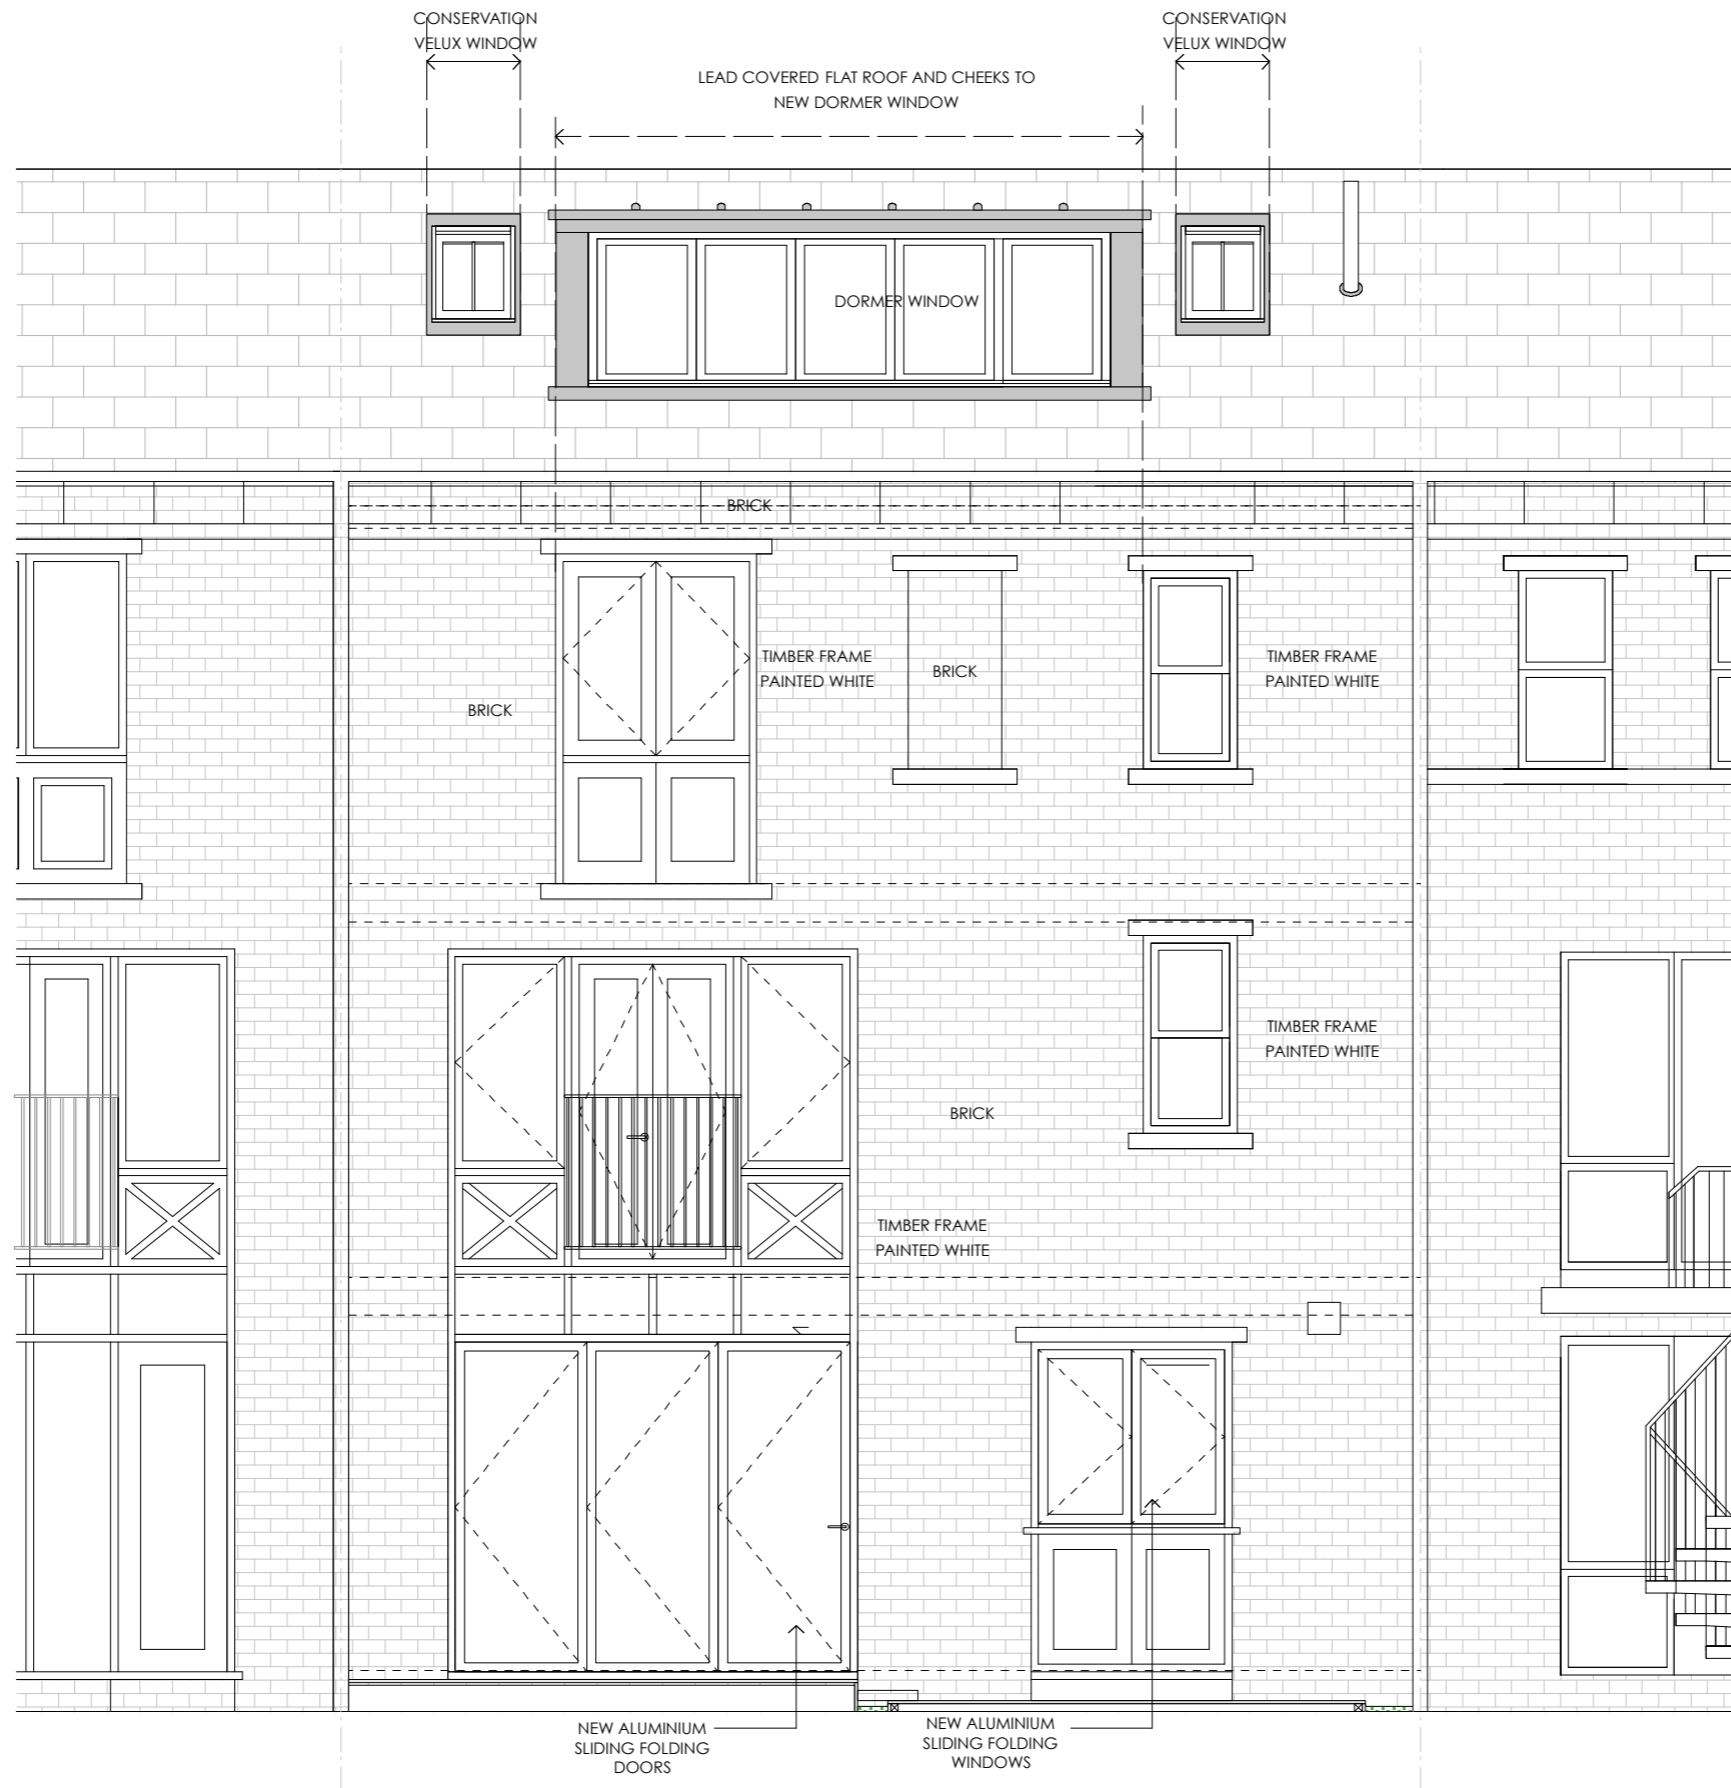 CONSERVATION
VELUX WINDOW
CONSERVATION
VELUX WINDOW
LEAD COVERED FLAT ROOF AND CHEEKS TO
NEW DORMER WINDOW
DORMER WINDOW
BRICK
TIMBER FRAME
PAINTED WHITE
BRICK
TIMBER FRAME
PAINTED WHITE
BRICK
TIMBER FRAME
PAINTED WHITE
BRICK
TIMBER FRAME
PAINTED WHITE
NEW ALUMINIUM
SLIDING FOLDING
DOORS
NEW ALUMINIUM
SLIDING FOLDING
WINDOWS